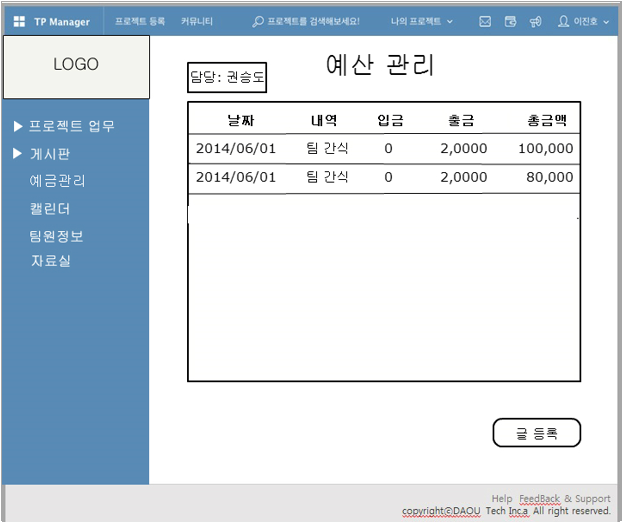 TP Manager 프로젝트 등록 커뮤니티 프로젝트를 검색해보세요! 나의 프로젝트 이진호
LOGO
예산 관리
담당: 권승도
▶ 프로젝트 업무
▶ 게시판
예금관리
캘린더
팀원정보
자료실
날짜 내역 입금 출금 총금액
2014/06/01 팀 간식 0 2,0000 100,000
2014/06/01 팀 간식 0 2,0000 80,000
글 등록
Help FeedBack & Support
copyrightⓒDAOU Tech Inc.a All right reserved.